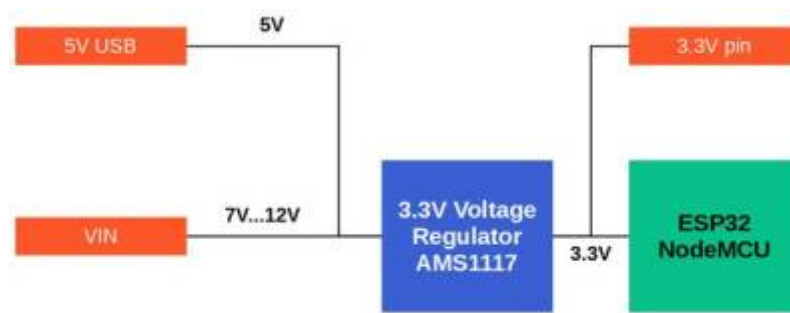 5V USB
5V
3.3V pin
VIN
7V...12V
3.3V Voltage
Regulator
AMS1117
3.3V
ESP32
NodeMCU